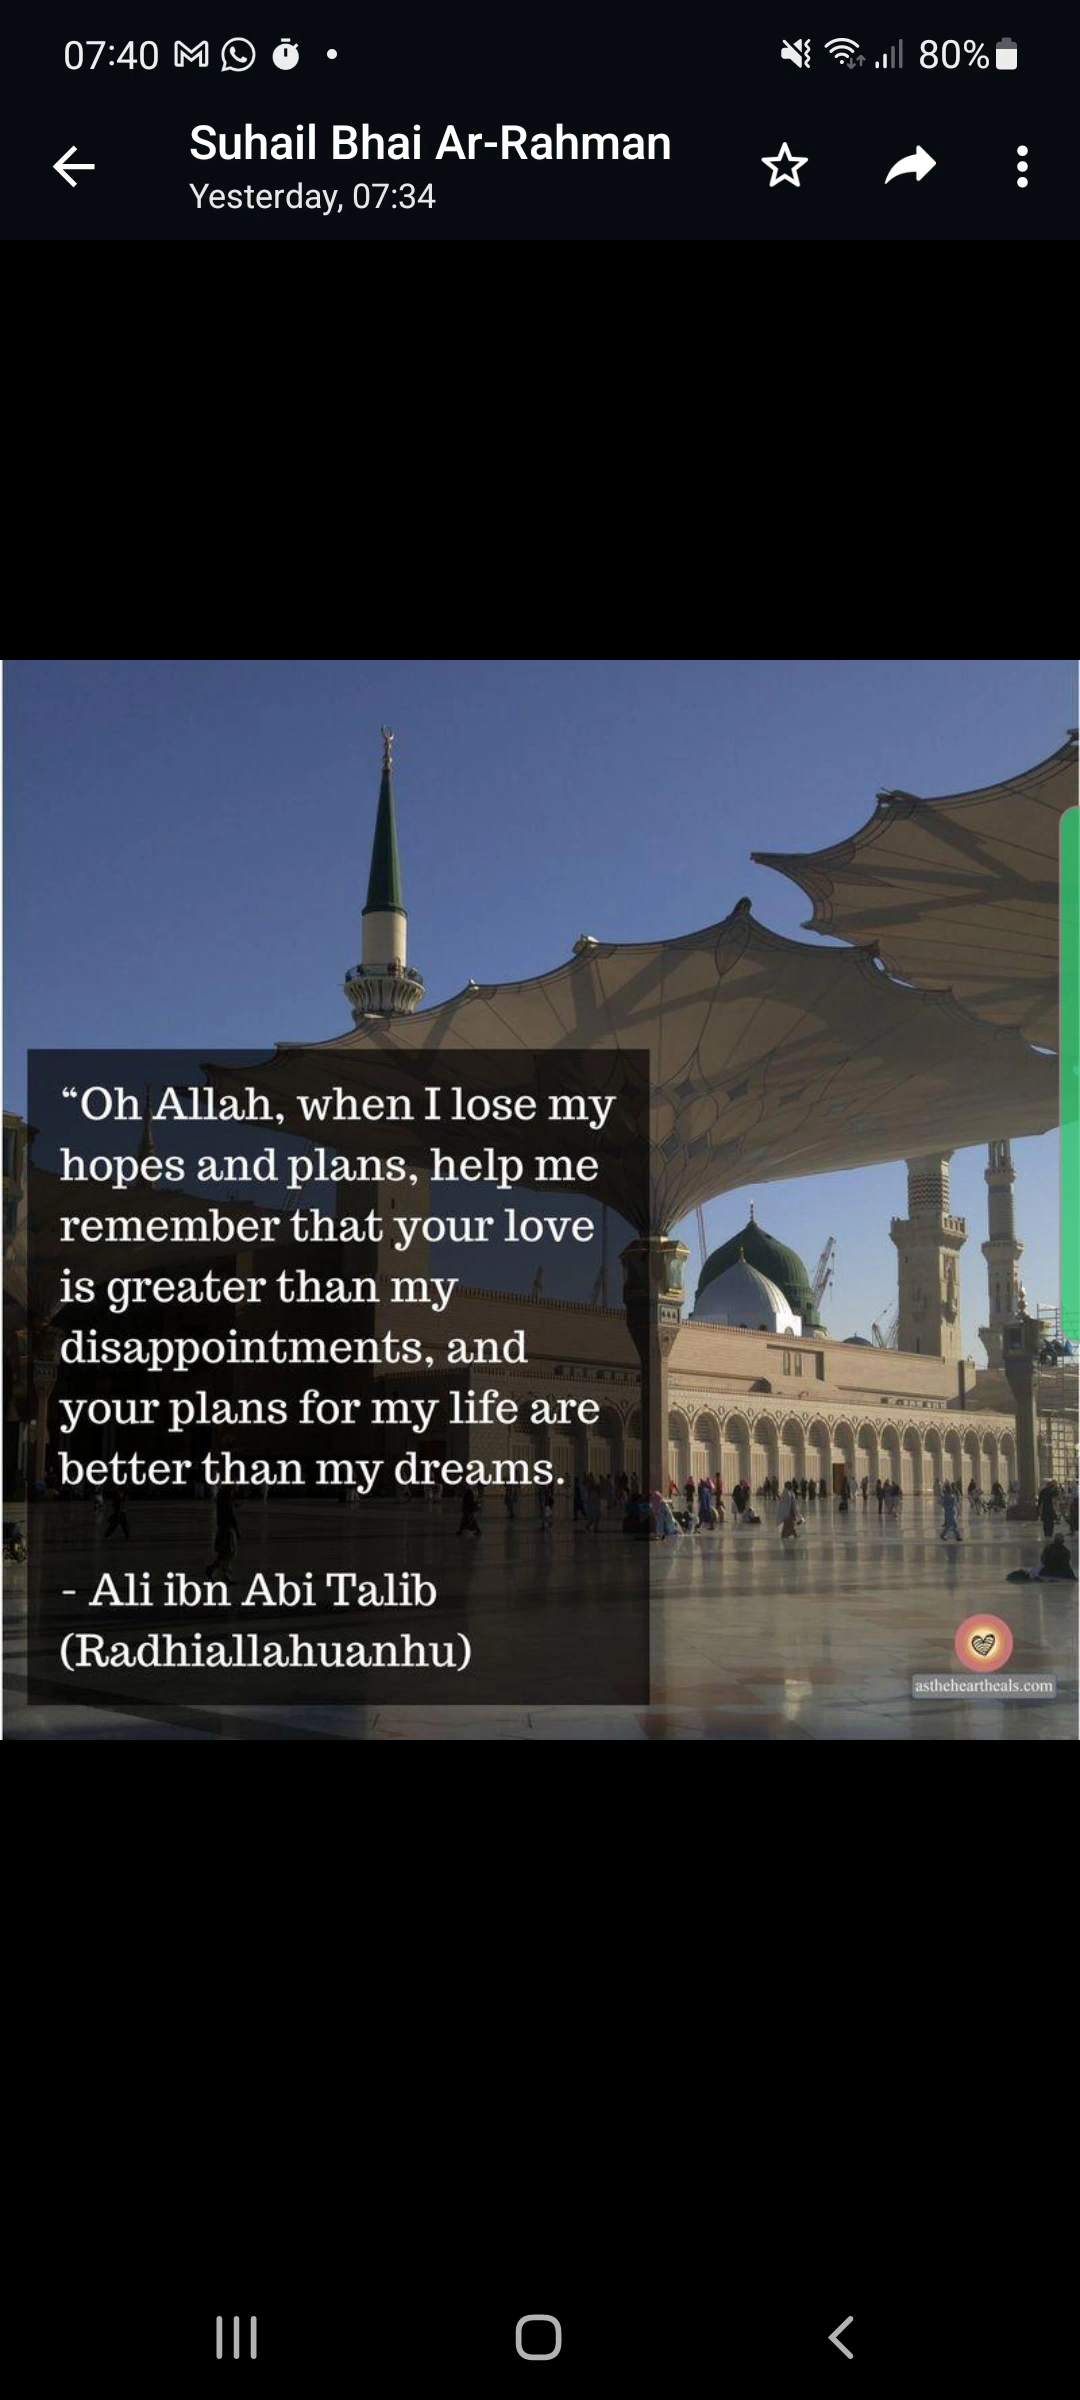 07:40
80%
Suhail Bhai Ar-Rahman
Yesterday, 07:34
“Oh Allah, when I lose my
hopes and plans, help me
remember that your love
is greater than my
disappointments, and
your plans for my life are
better than my dreams.
- Ali ibn Abi Talib
(Radhiallahuanhu)
astheheartheals.com